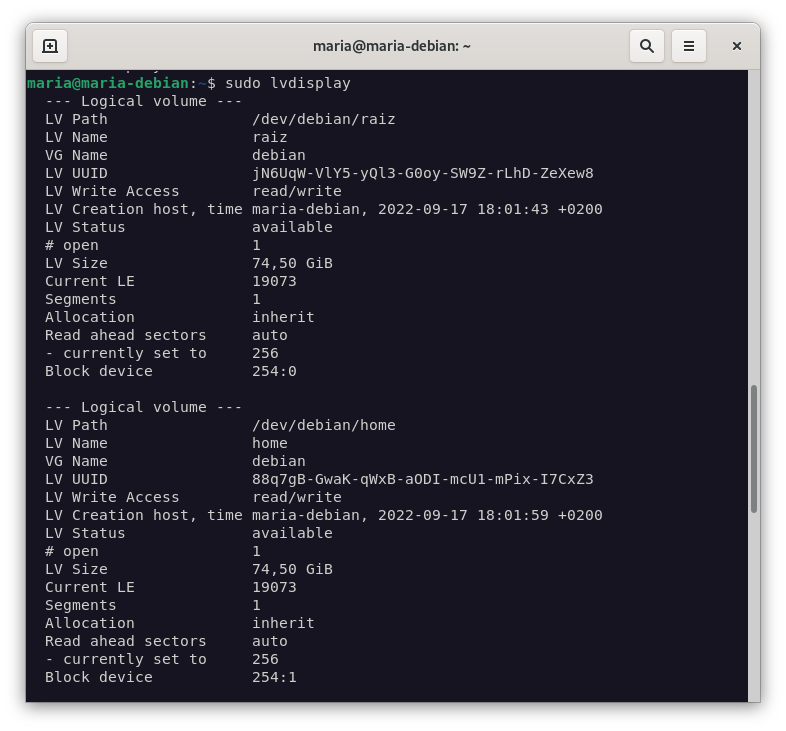 maria@maria-debian: ~
maria@maria-debian:~$ sudo lvdisplay
--- Logical volume ---
LV Path                /dev/debian/raiz
LV Name                raiz
VG Name                debian
LV UUID                jN6UqW-VlY5-yQl3-G0oy-SW9Z-rLhD-ZeXew8
LV Write Access        read/write
LV Creation host, time maria-debian, 2022-09-17 18:01:43 +0200
LV Status              available
# open                 1
LV Size                74,50 GiB
Current LE             19073
Segments               1
Allocation             inherit
Read ahead sectors     auto
- currently set to     256
Block device           254:0
--- Logical volume ---
LV Path                /dev/debian/home
LV Name                home
VG Name                debian
LV UUID                88q7gB-GwaK-qWxB-aODI-mcU1-mPix-I7CxZ3
LV Write Access        read/write
LV Creation host, time maria-debian, 2022-09-17 18:01:59 +0200
LV Status              available
# open                 1
LV Size                74,50 GiB
Current LE             19073
Segments               1
Allocation             inherit
Read ahead sectors     auto
- currently set to     256
Block device           254:1